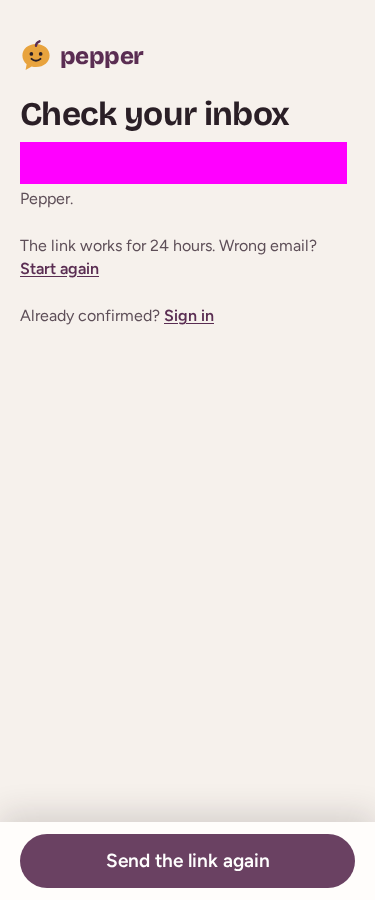 pepper
Check your inbox
Pepper.
The link works for 24 hours. Wrong email?
Start again
Already confirmed? Sign in
Send the link again